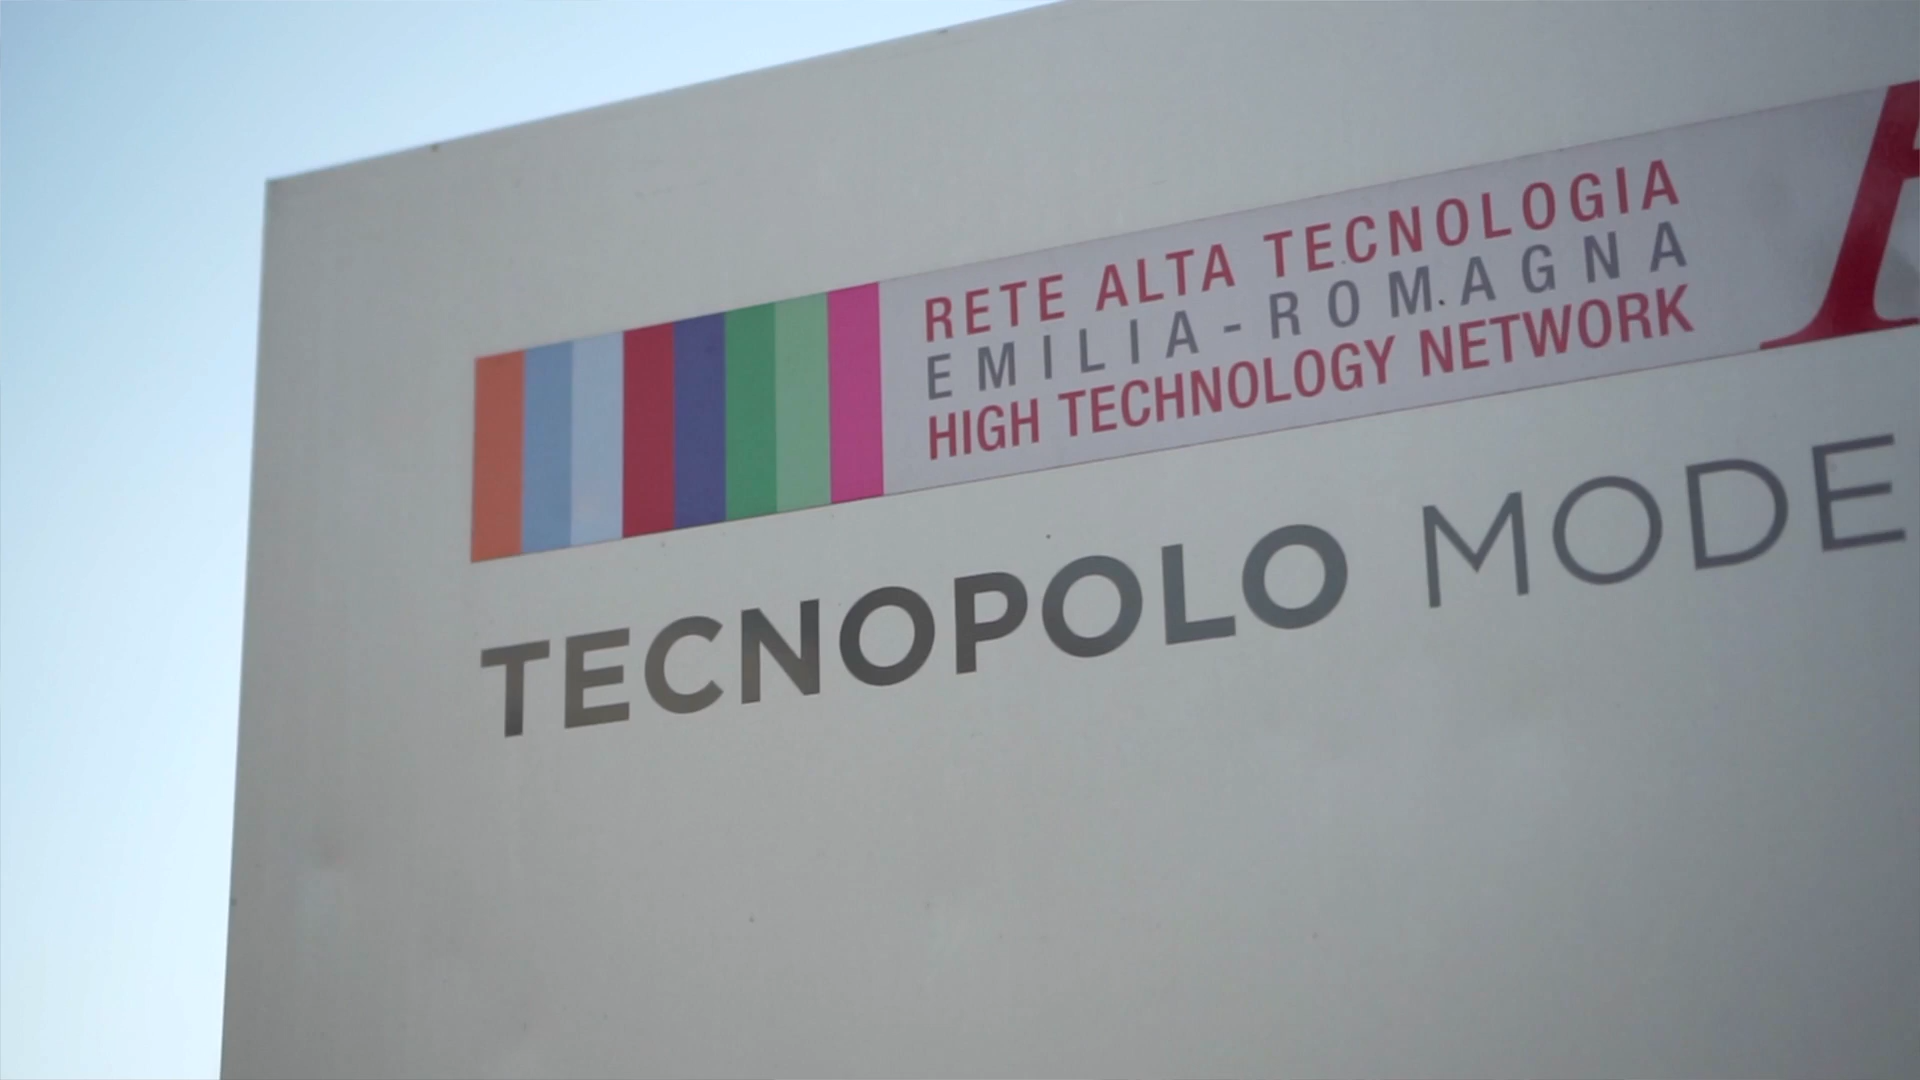 RETE ALTA TECNOLOGIA
EMILIA-ROMAGNA
HIGH TECHNOLOGY NETWORK
TECNOPOLO MODE